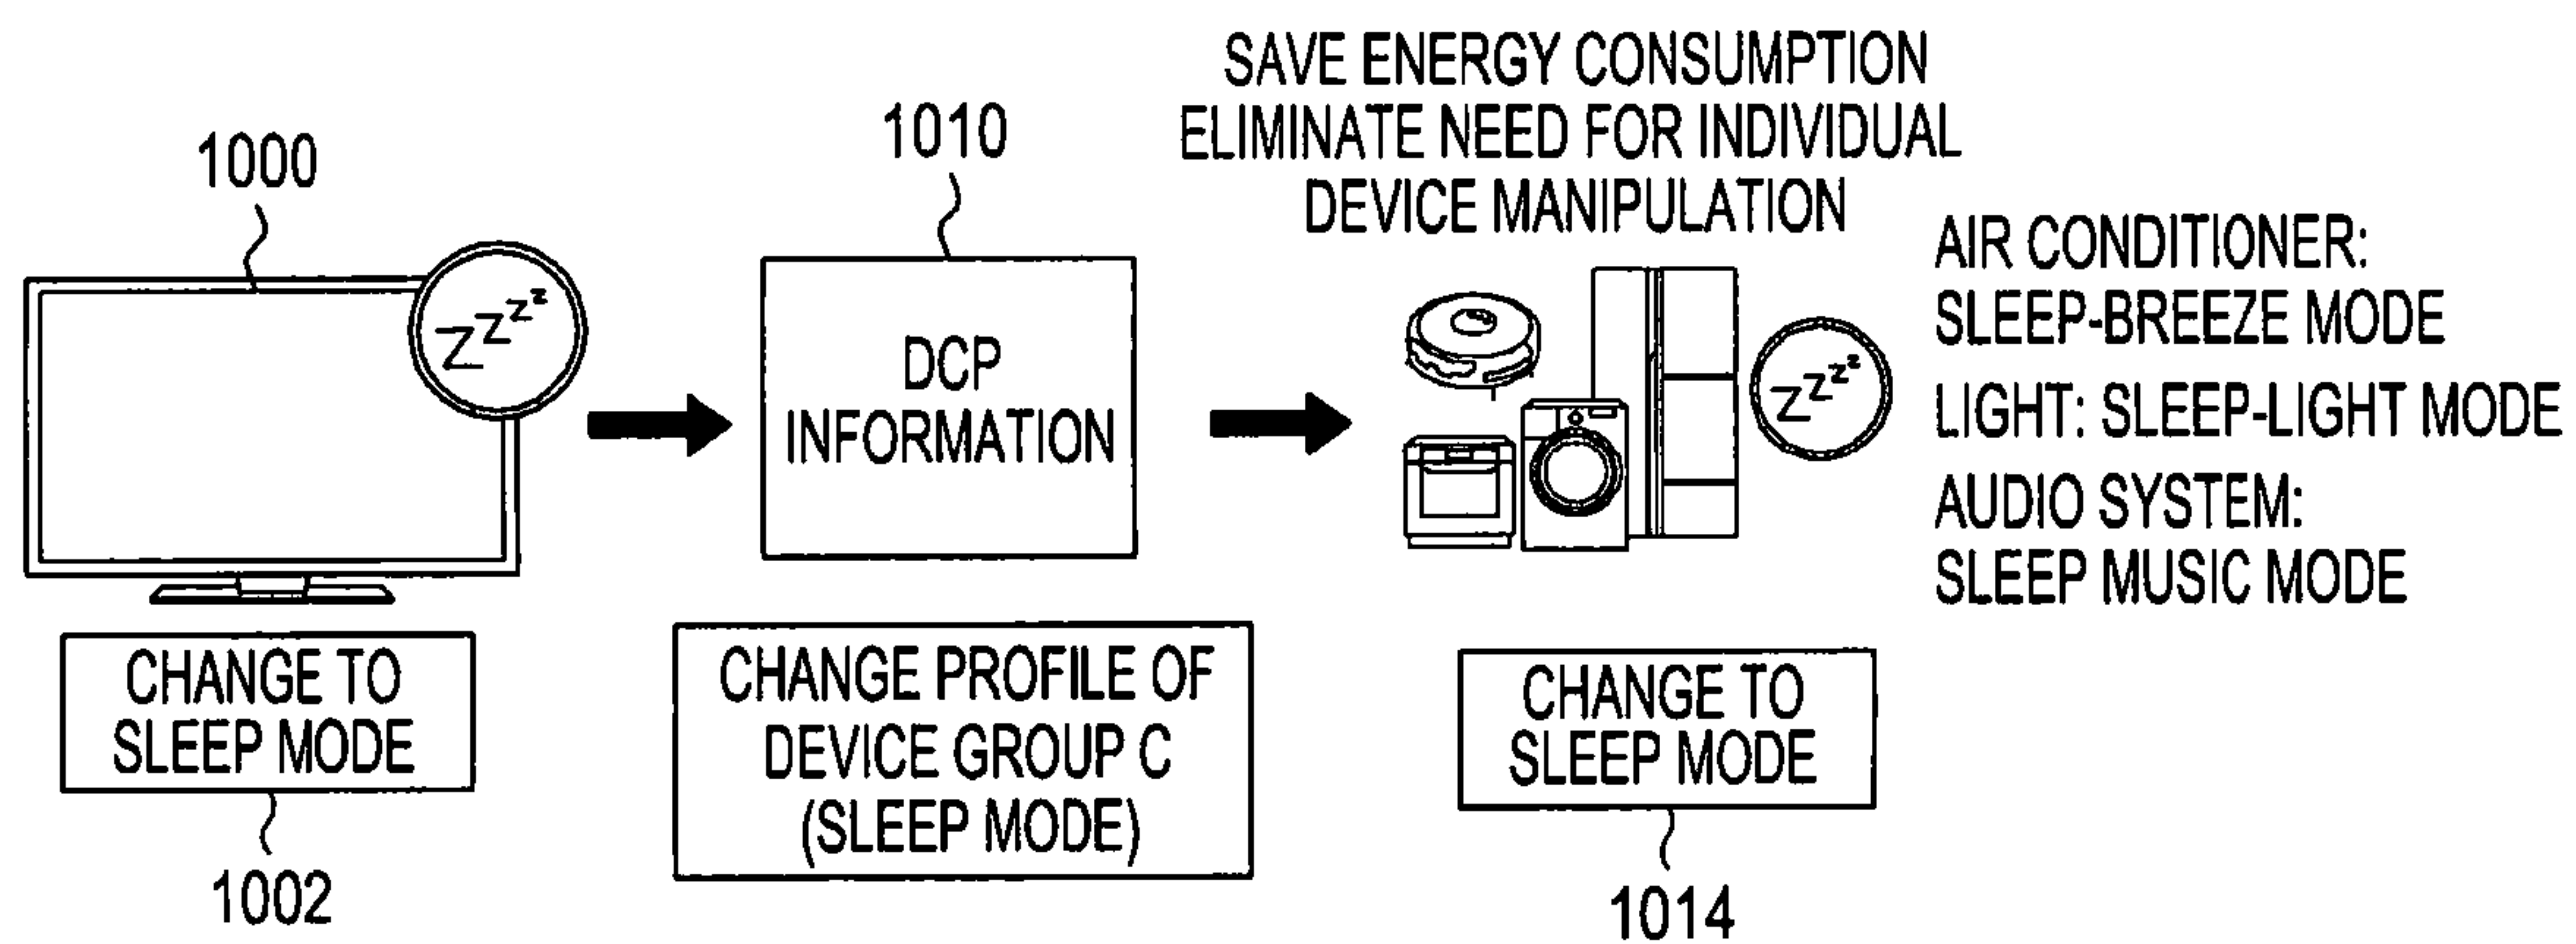 1000
Zzzz
CHANGE TO
SLEEP MODE
1002
1010
DCP
INFORMATION
CHANGE PROFILE OF
DEVICE GROUP C
(SLEEP MODE)
SAVE ENERGY CONSUMPTION
ELIMINATE NEED FOR INDIVIDUAL
DEVICE MANIPULATION
Zzzz
CHANGE TO
SLEEP MODE
1014
AIR CONDITIONER:
SLEEP-BREEZE MODE
LIGHT: SLEEP-LIGHT MODE
AUDIO SYSTEM:
SLEEP MUSIC MODE